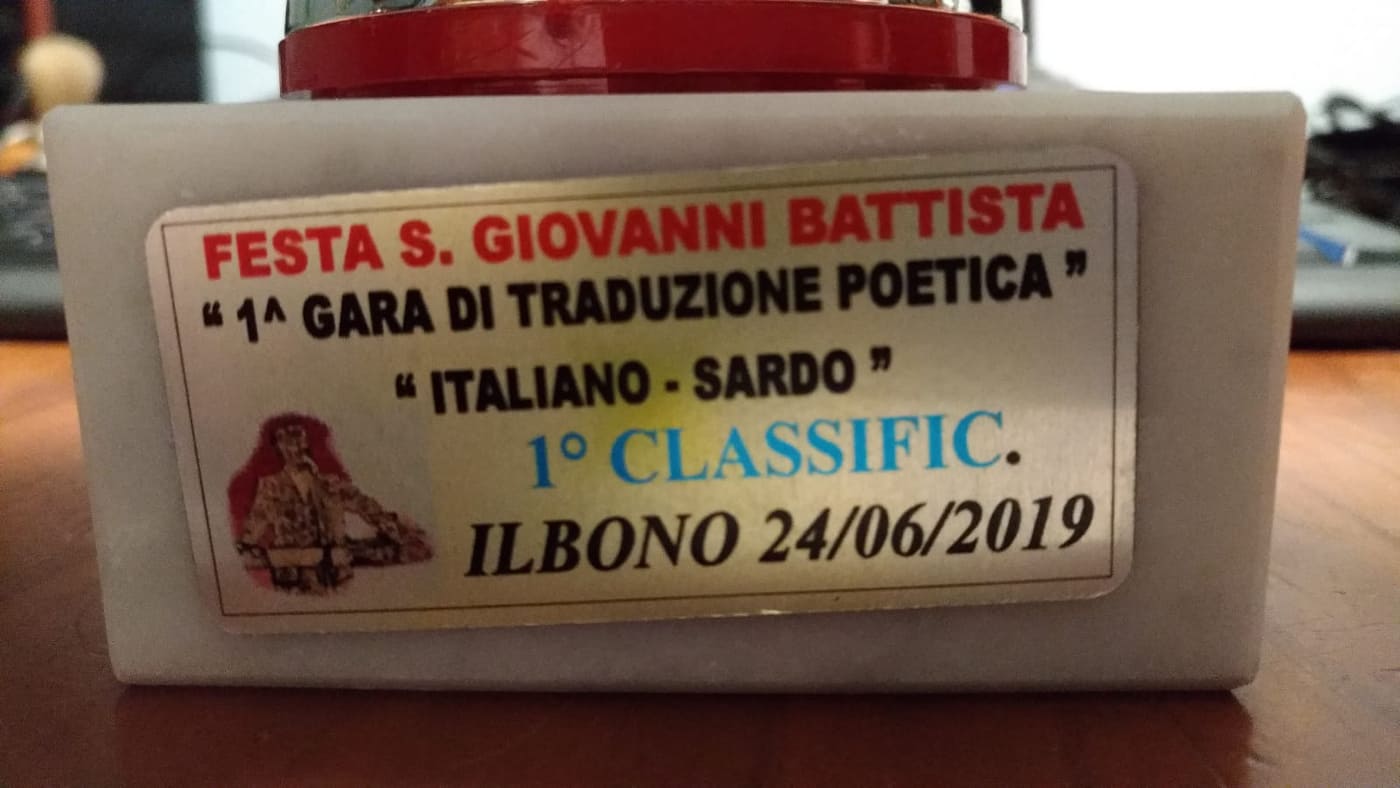 FESTA S. GIOVANNI BATTISTA
“ 1^ GARA DI TRADUZIONE POETICA ”
“ ITALIANO - SARDO ”
1° CLASSIFIC.
ILBONO 24/06/2019